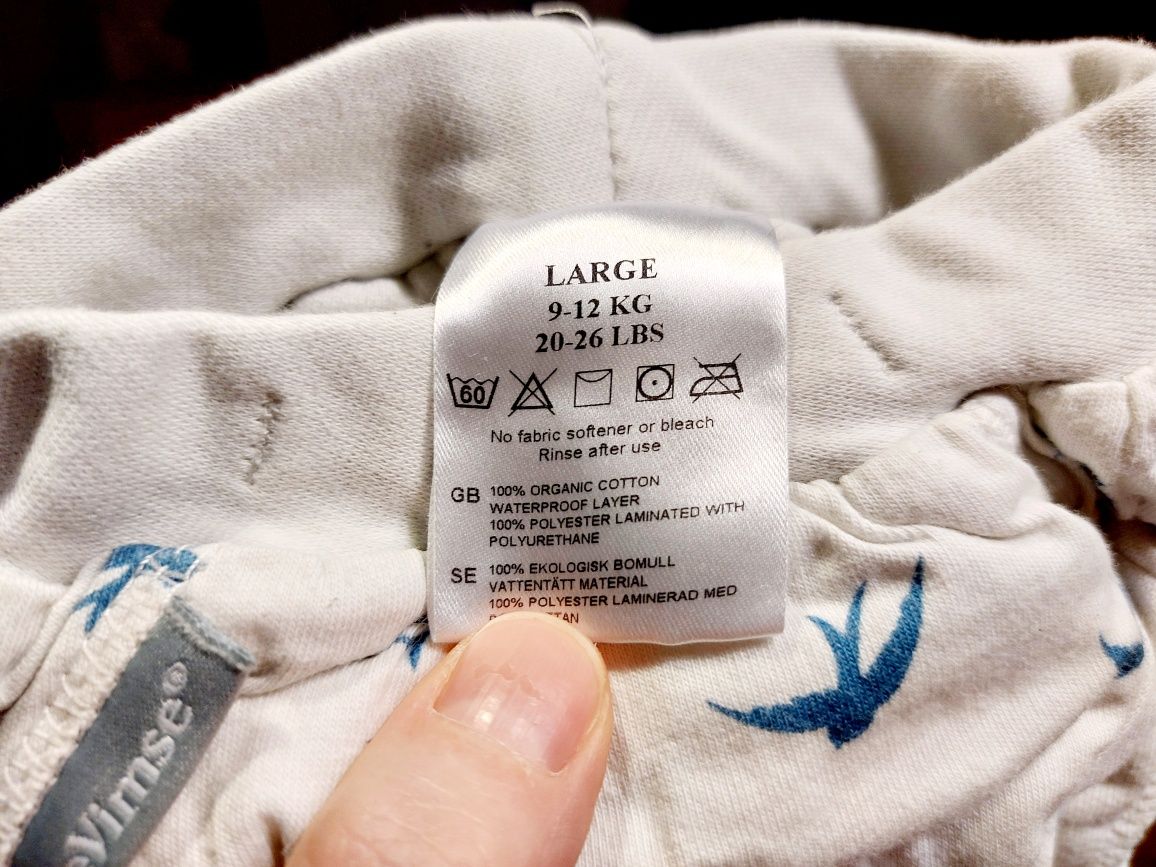 LARGE
9-12 KG
20-26 LBS
60
No fabric softener or bleach
Rinse after use
GB 100% ORGANIC COTTON
WATERPROOF LAYER
100% POLYESTER LAMINATED WITH
POLYURETHANE
SE 100% EKOLOGISK BOMULL
VATTENTÄTT MATERIAL
100% POLYESTER LAMINERAD MED
Vimse®